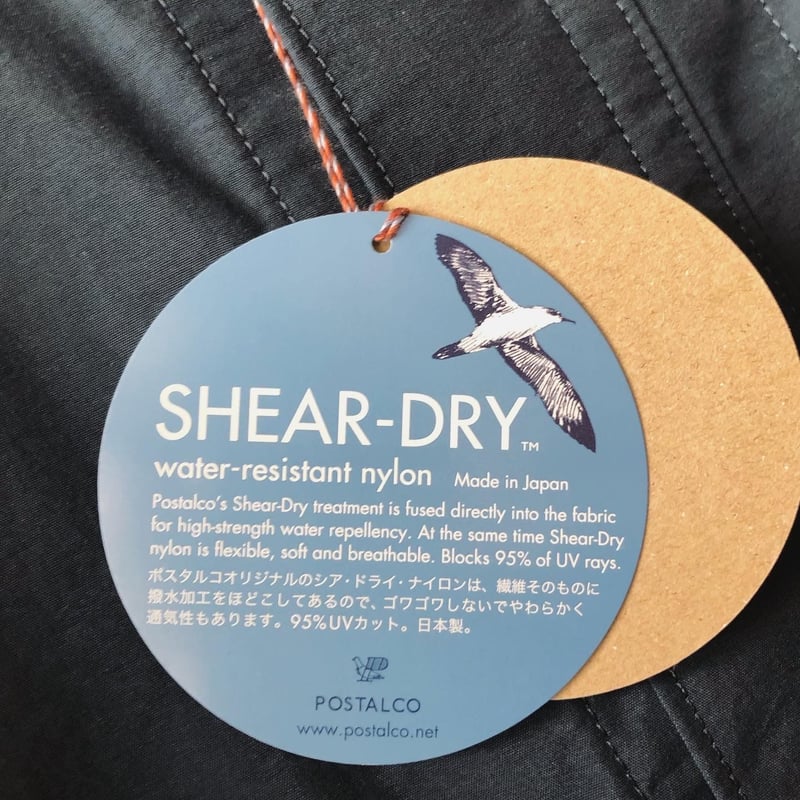 SHEAR-DRY™
water-resistant nylon Made in Japan
Postalco's Shear-Dry treatment is fused directly into the fabric
for high-strength water repellency. At the same time Shear-Dry
nylon is flexible, soft and breathable. Blocks 95% of UV rays.
ポスタルコオリジナルのシア・ドライ・ナイロンは、繊維そのものに
撥水加工をほどこしてあるので、ゴワゴワしないでやわらかく
通気性もあります。95%UVカット。日本製。
POSTALCO
www.postalco.net